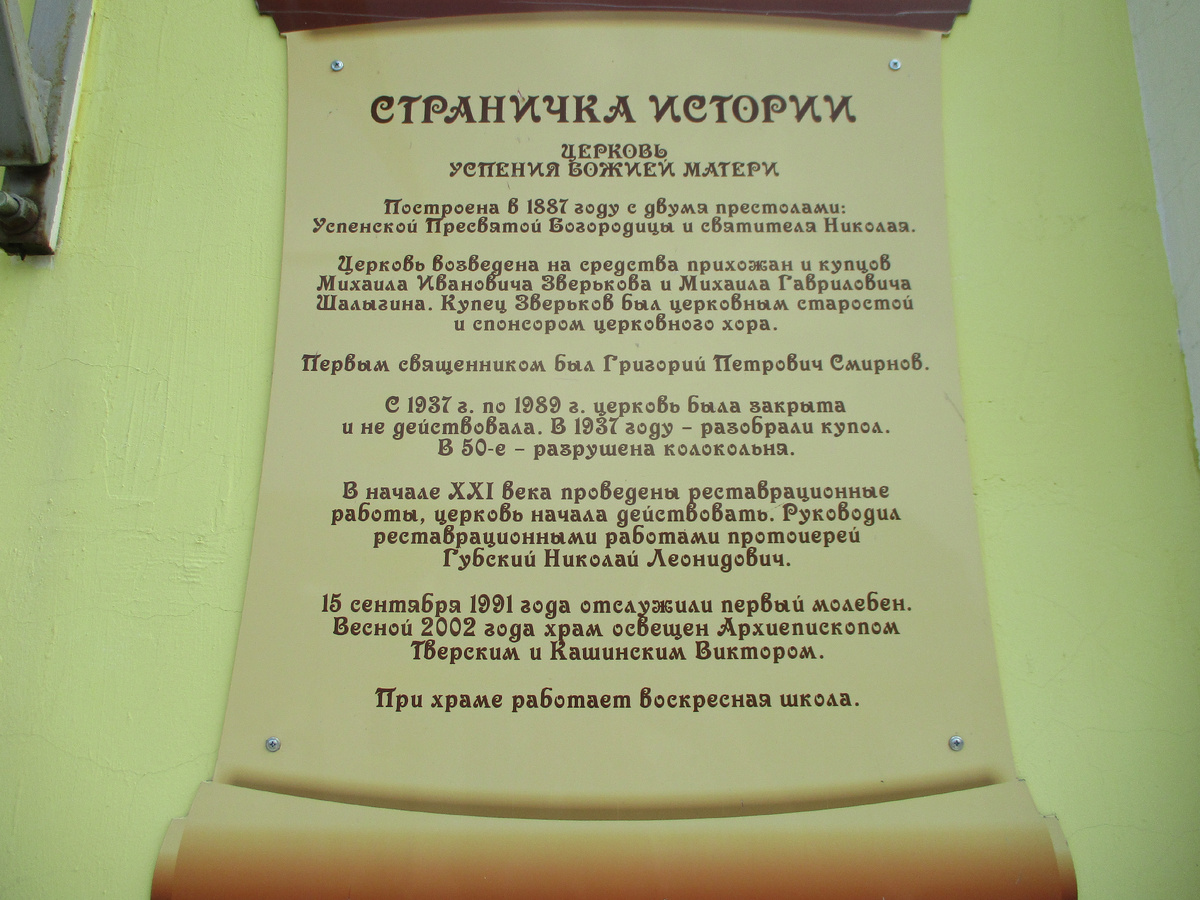 СТРАНИЧКА ИСТОРИИ
ЦЕРКОВЬ
УСПЕНИЯ БОЖИЕЙ МАТЕРИ
Построена в 1887 году с двумя престолами:
Успенской Пресвятой Богородицы и святителя Николая.
Церковь возведена на средства прихожан и купцов
Михаила Ивановича Зверькова и Михаила Гавриловича
Шалыгина. Купец Зверьков был церковным старостой
и спонсором церковного хора.
Первым священником был Григорий Петрович Смирнов.
С 1937 г. по 1989 г. церковь была закрыта
и не действовала. В 1937 году – разобрали купол.
В 50-е – разрушена колокольня.
В начале XXI века проведены реставрационные
работы, церковь начала действовать. Руководил
реставрационными работами протоиерей
Губский Николай Леонидович.
15 сентября 1991 года отслужили первый молебен.
Весной 2002 года храм освещен Архиепископом
Тверским и Кашинским Виктором.
При храме работает воскресная школа.